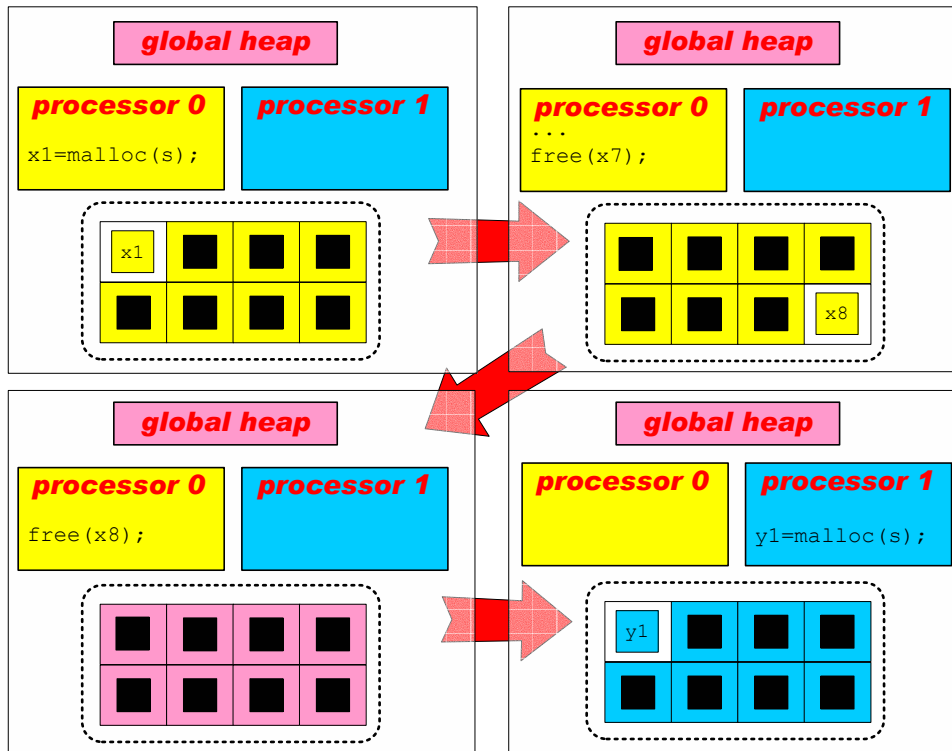 global heap
processor 0
processor 1
x1=malloc(s);
x1
global heap
processor 0
processor 1
...
free(x7);
x8
global heap
processor 0
processor 1
free(x8);
global heap
processor 0
processor 1
y1=malloc(s);
y1